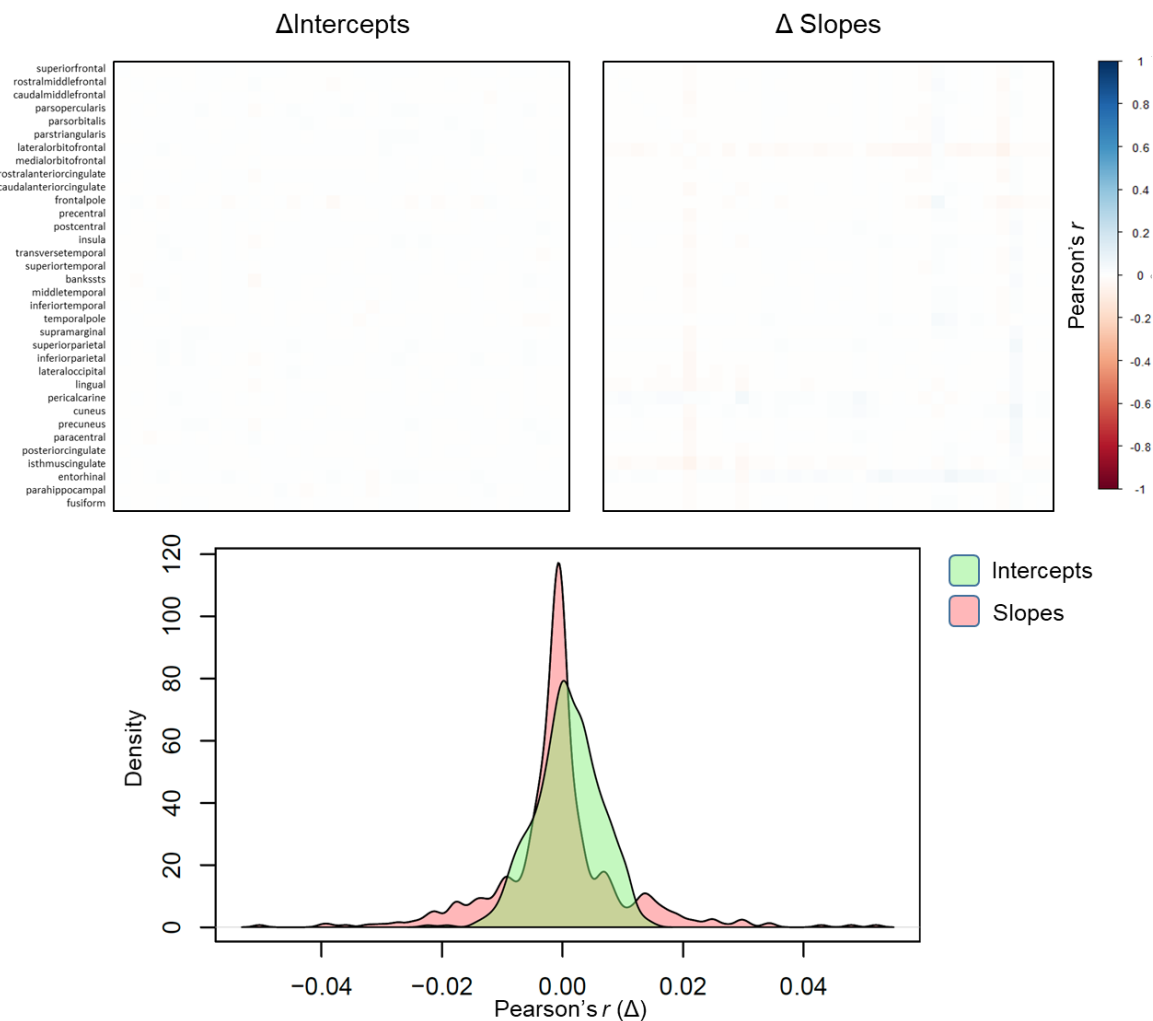 ΔIntercepts
Δ Slopes
superiorfrontal
rostralmiddlefrontal
caudalmiddlefrontal
parsopercularis
parsorbitalis
parstriangularis
lateralorbitofrontal
medialorbitofrontal
rostralanteriorcingulate
caudalanteriorcingulate
frontalpole
precentral
postcentral
insula
transversetemporal
superiortemporal
bankssts
middletemporal
inferiortemporal
temporalpole
supramarginal
superiorparietal
inferiorparietal
lateraloccipital
lingual
pericalcarine
cuneus
precuneus
paracentral
posteriorcingulate
isthmuscingulate
entorhinal
parahippocampal
fusiform
1
0.8
0.6
0.4
0.2
0
-0.2
-0.4
-0.6
-0.8
-1
Pearson's r
120
100
80
60
40
20
0
Density
−0.04 −0.02 0.00 0.02 0.04
Pearson's r (Δ)
Intercepts
Slopes